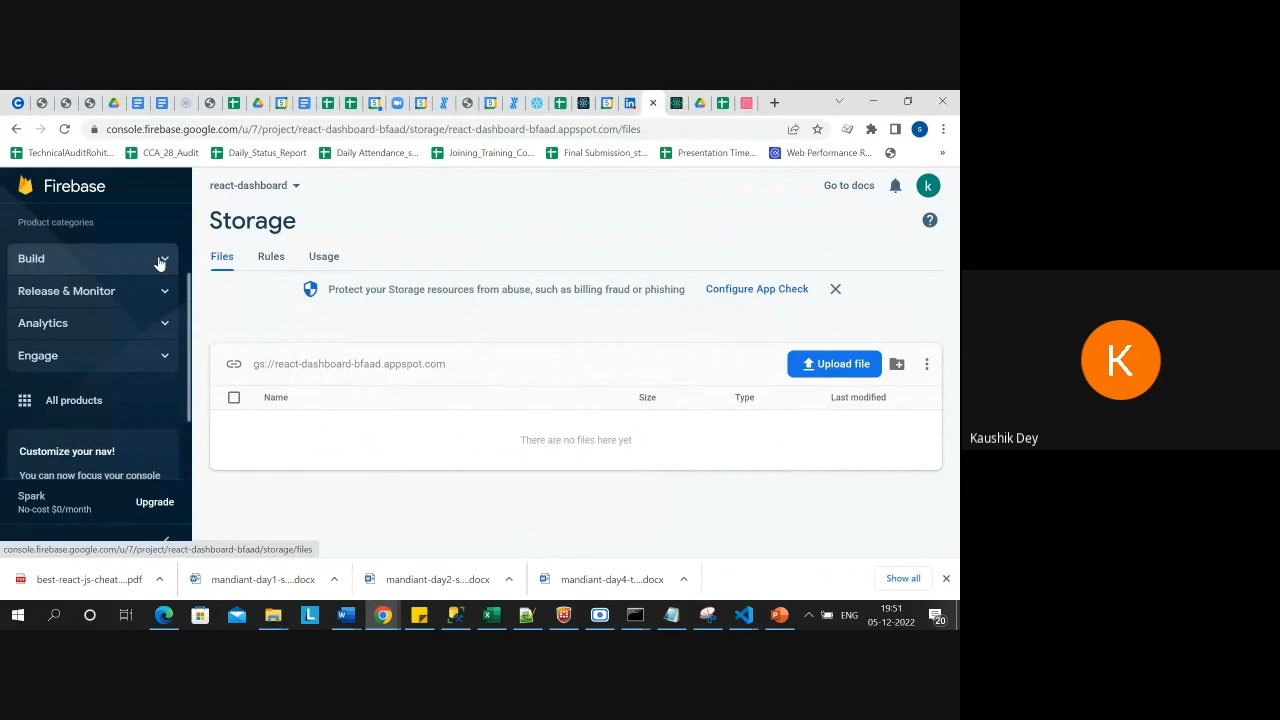 console.firebase.google.com/u/7/project/react-dashboard-bfaad/storage/react-dashboard-bfaad.appspot.com/files
TechnicalAuditRohit... CCA_28_Audit Daily_Status_Report Daily Attendance_s... Joining_Training_Co... Final Submission_st... Presentation Time... Web Performance R... »
Firebase
react-dashboard
Go to docs
k
Product categories
Storage
Build
Files Rules Usage
Release & Monitor
Protect your Storage resources from abuse, such as billing fraud or phishing Configure App Check
Analytics
Engage
gs://react-dashboard-bfaad.appspot.com
Upload file
All products
Name Size Type Last modified
There are no files here yet
Customize your nav!
You can now focus your console
Spark
No-cost $0/month
Upgrade
console.firebase.google.com/u/7/project/react-dashboard-bfaad/storage/files
best-react-js-cheat....pdf mandiant-day1-s....docx mandiant-day2-s....docx mandiant-day4-t....docx Show all
ENG
19:51
05-12-2022
20
K
Kaushik Dey